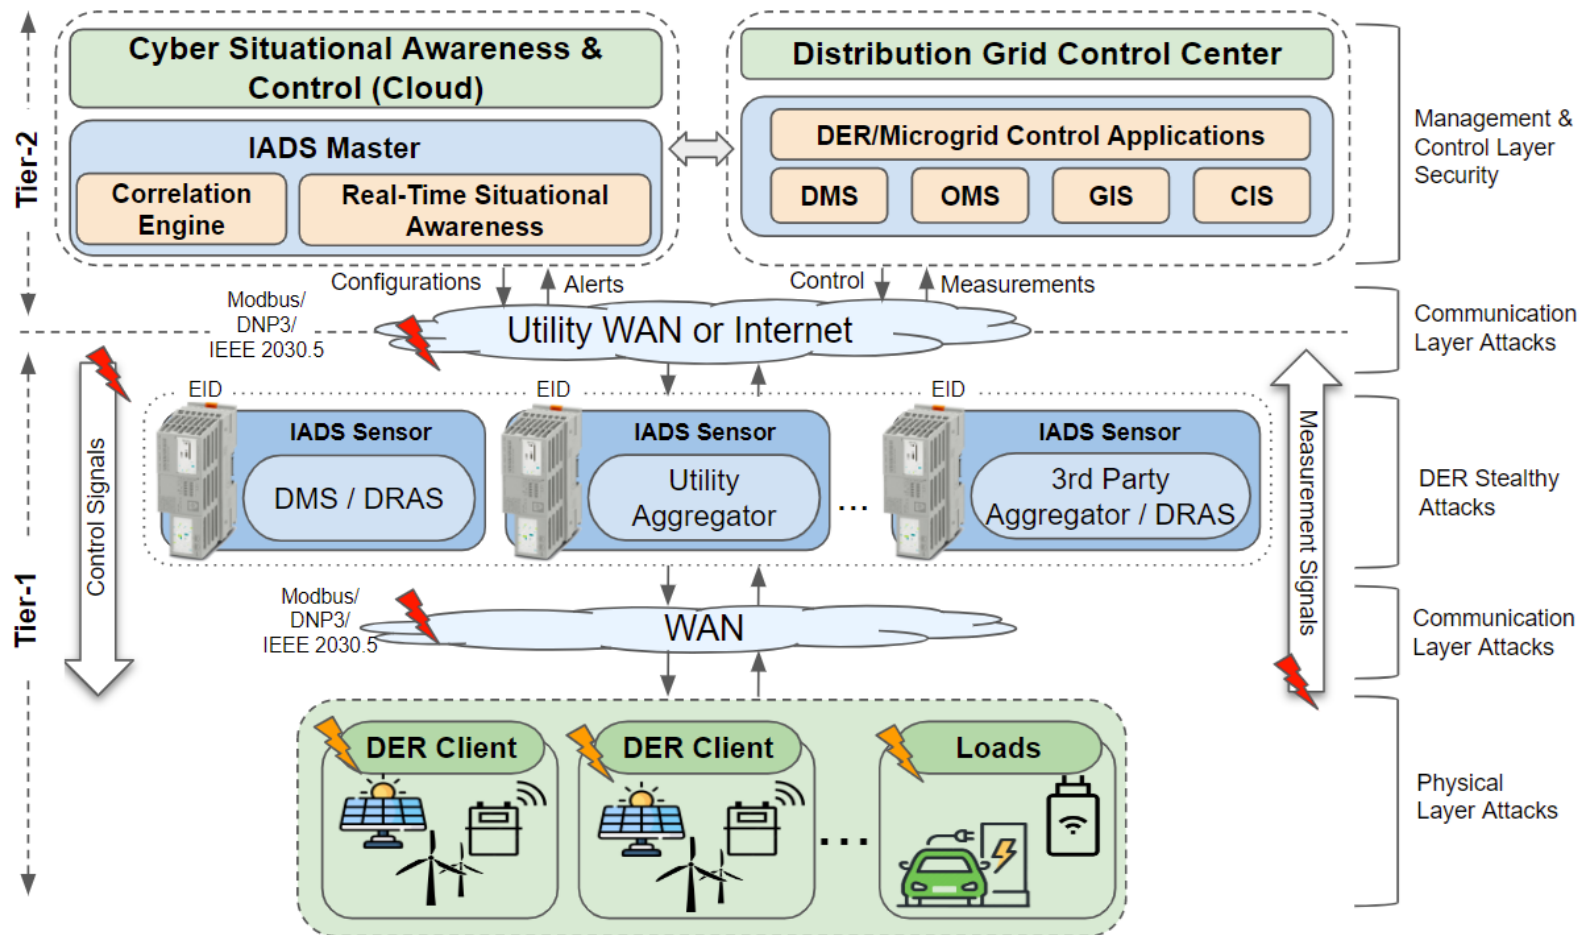 Tier-2
Cyber Situational Awareness &
Control (Cloud)
IADS Master
Correlation
Engine
Real-Time Situational
Awareness
Distribution Grid Control Center
DER/Microgrid Control Applications
DMS
OMS
GIS
CIS
Management &
Control Layer
Security
Configurations
Alerts
Control
Measurements
Modbus/
DNP3/
IEEE 2030.5
Utility WAN or Internet
Communication
Layer Attacks
Tier-1
Control Signals
EID
IADS Sensor
DMS / DRAS
EID
IADS Sensor
Utility
Aggregator
...
EID
IADS Sensor
3rd Party
Aggregator / DRAS
Measurement Signals
DER Stealthy
Attacks
Modbus/
DNP3/
IEEE 2030.5
WAN
Communication
Layer Attacks
DER Client
DER Client
...
Loads
Physical
Layer Attacks